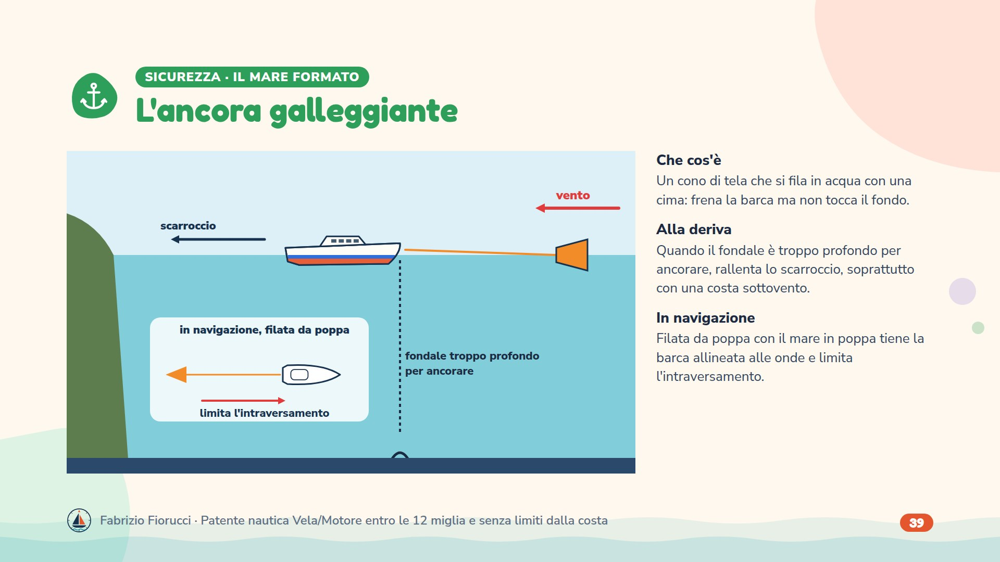 SICUREZZA · IL MARE FORMATO
L'ancora galleggiante
vento
scarroccio
in navigazione, filata da poppa
limita l'intraversamento
fondale troppo profondo
per ancorare
Che cos'è
Un cono di tela che si fila in acqua con una
cima: frena la barca ma non tocca il fondo.
Alla deriva
Quando il fondale è troppo profondo per
ancorare, rallenta lo scarroccio, soprattutto
con una costa sottovento.
In navigazione
Filata da poppa con il mare in poppa tiene la
barca allineata alle onde e limita
l'intraversamento.
Fabrizio Fiorucci · Patente nautica Vela/Motore entro le 12 miglia e senza limiti dalla costa
39